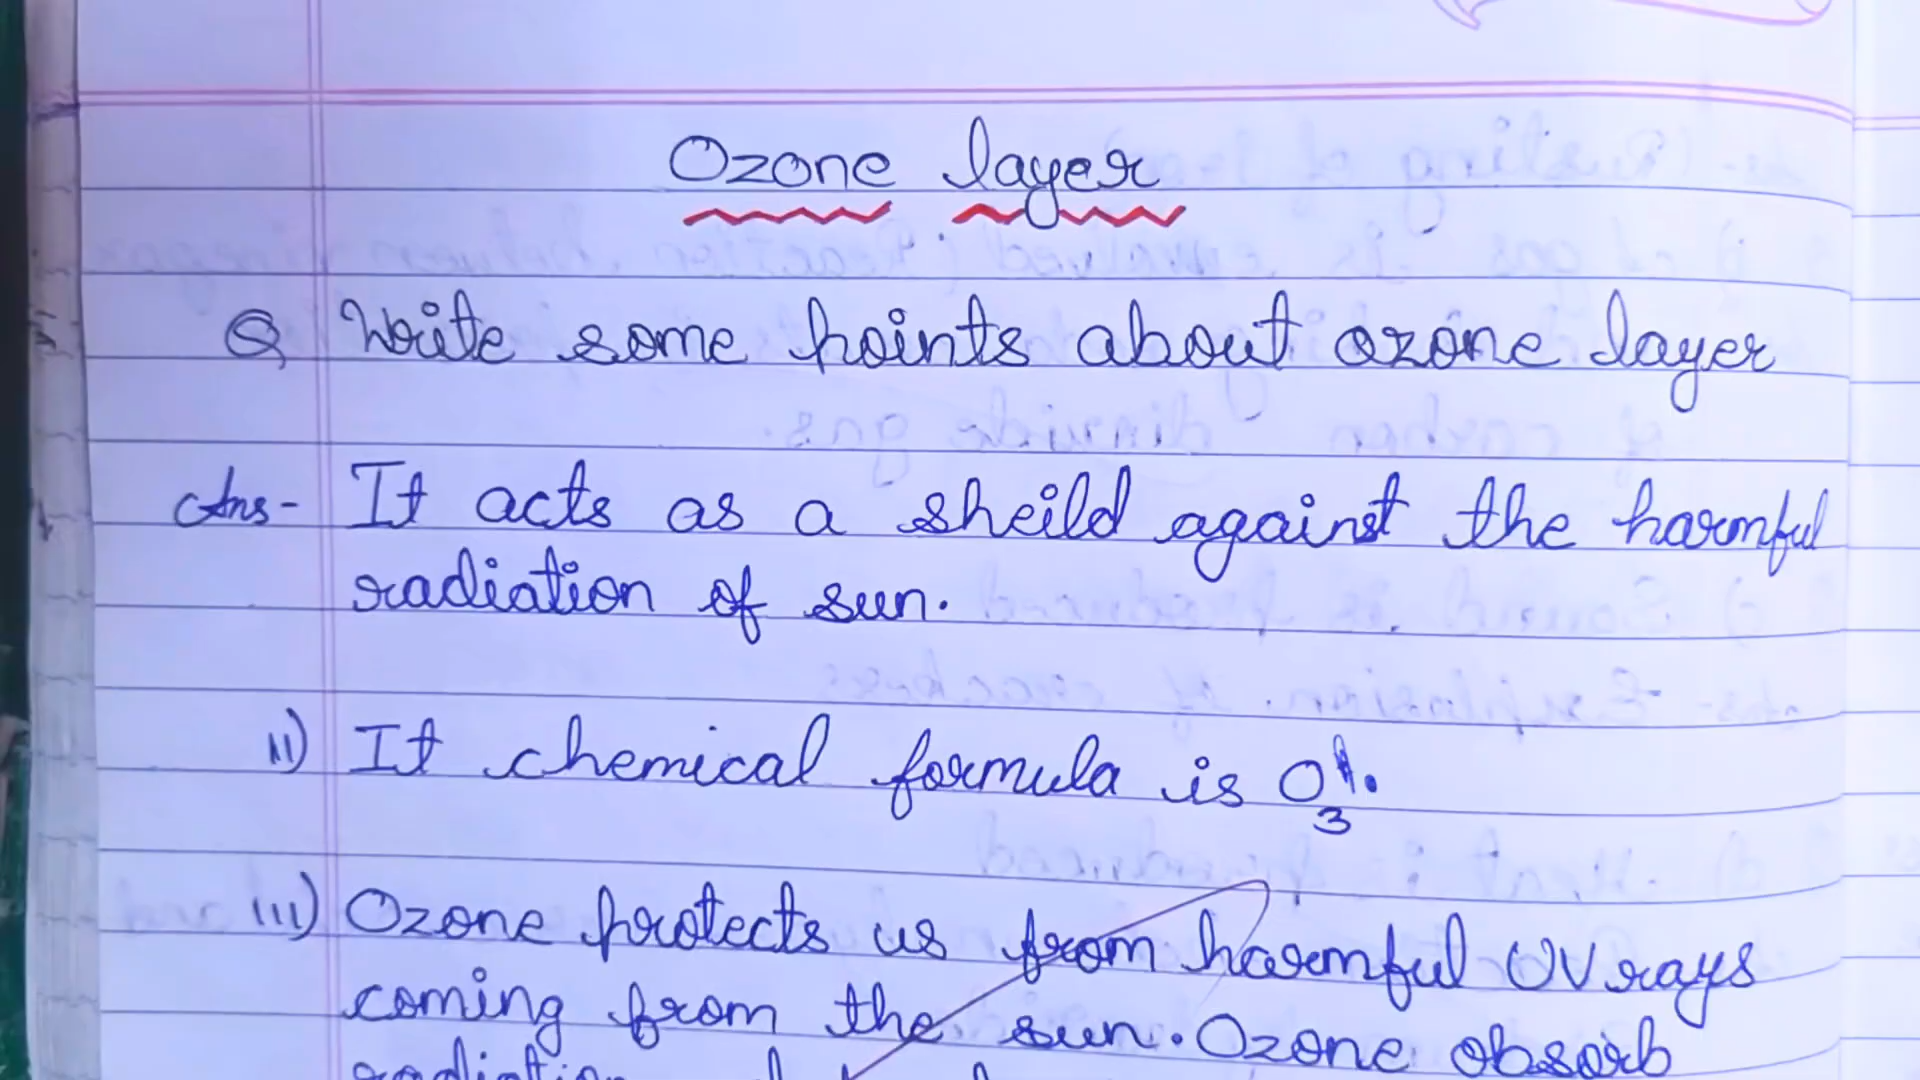 Ozone layer
Q Write some points about ozone layer
Ans- It acts as a sheild against the harmful
radiation of sun.
II) It chemical formula is O3.
III) Ozone protects us from harmful UV rays
coming from the sun. Ozone obsorb
radiation